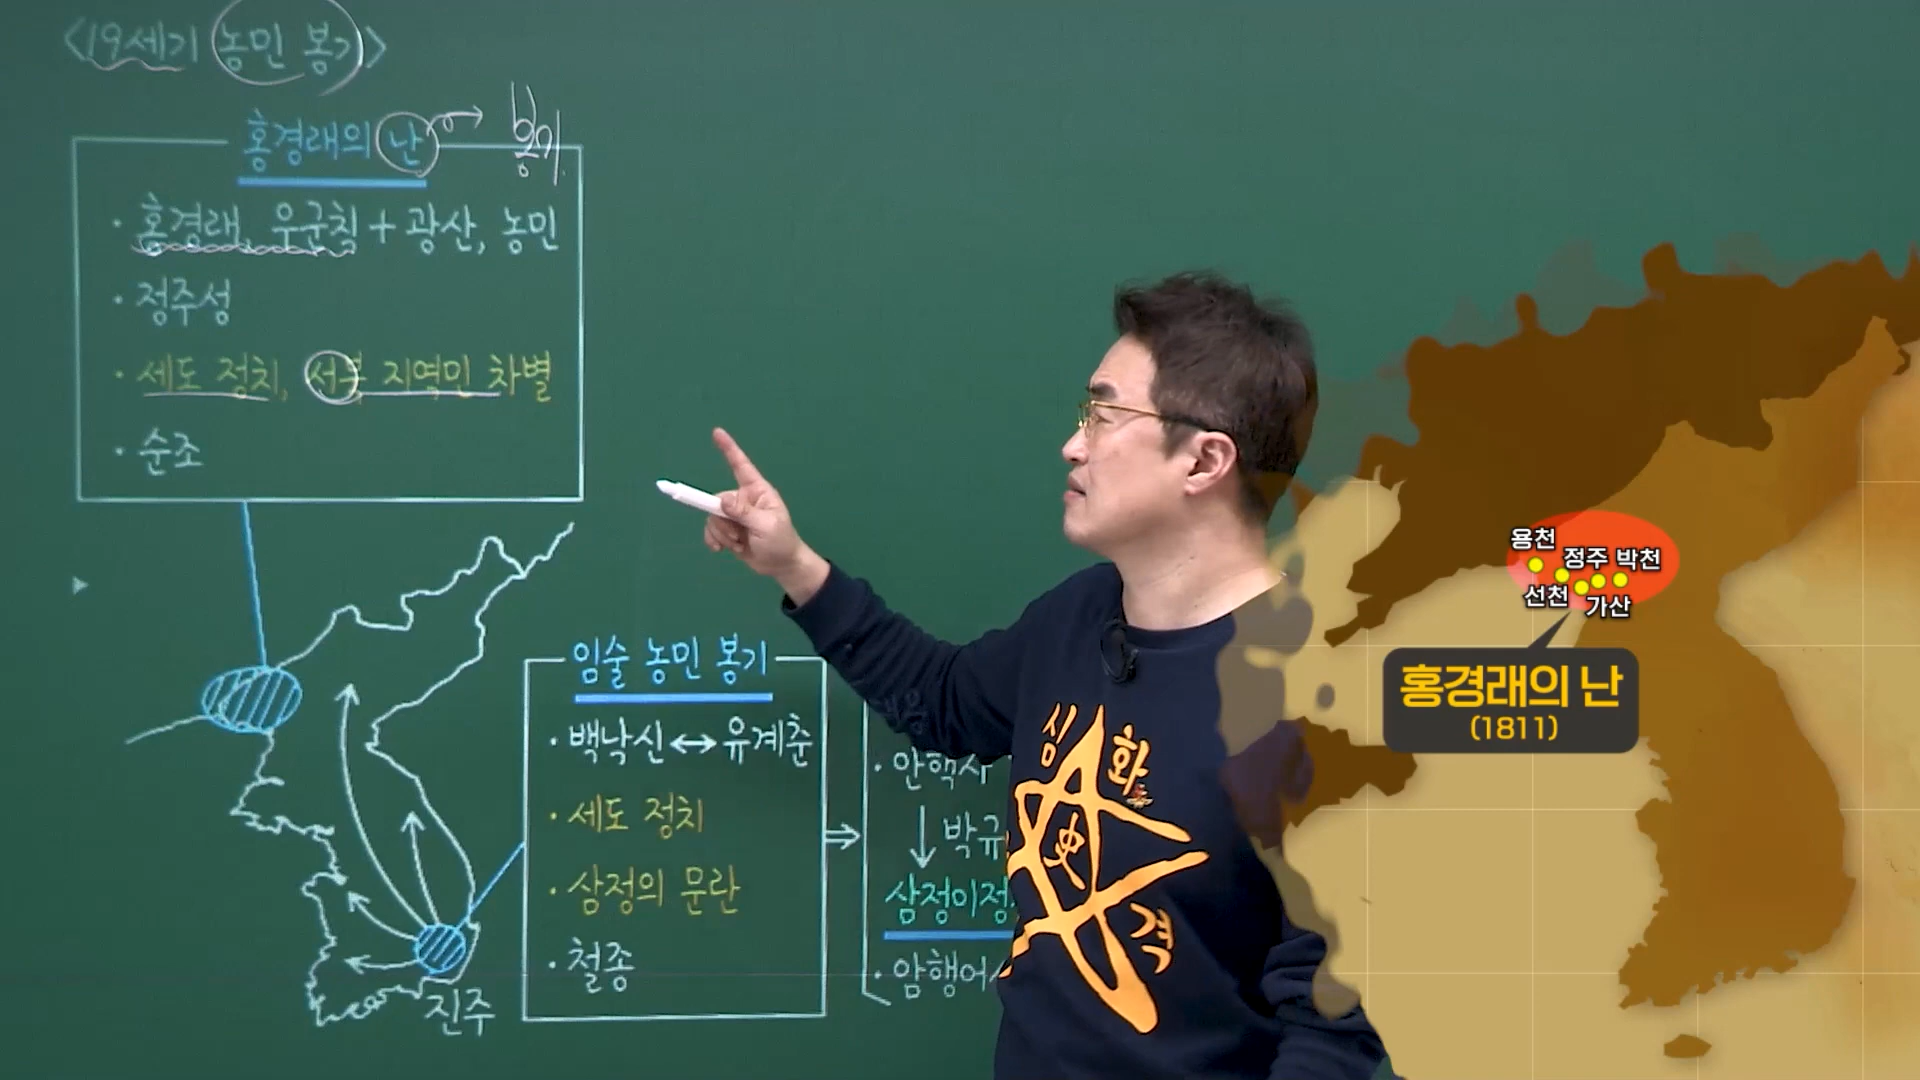 <19세기 농민 봉기>
홍경래의 난 → 봉기
· 홍경래, 우군칙 + 광산, 농민
· 정주성
· 세도 정치, 서북 지역민 차별
· 순조
임술 농민 봉기
· 백낙신 ↔ 유계춘
· 세도 정치
· 삼정의 문란
· 철종
진주
· 안핵사
↓ 박규
삼정이정
· 암행어
심화
史
격
용천
정주 박천
선천
가산
홍경래의 난
(1811)